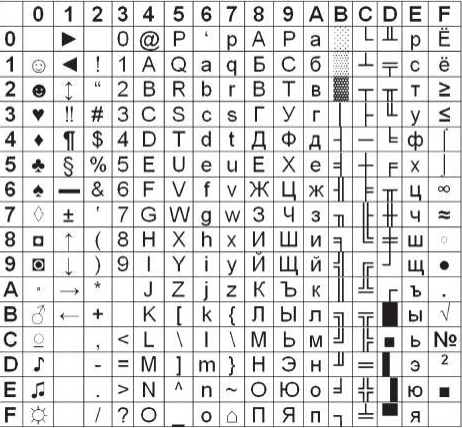 0 1 2 3 4 5 6 7 8 9 A B C D E F
0 ► 0 @ P ‘ p А Р а ░ └ ╨ р Ё
1 ☺ ◄ ! 1 A Q a q Б С б ▒ ┴ ╤ с ё
2 ☻ ↕ “ 2 B R b r В Т в ▓ ┬ ╥ т ≥
3 ♥ ‼ # 3 C S c s Г У г │ ├ ╙ у ≤
4 ♦ ¶ $ 4 D T d t Д Ф д ┤ ─ ╘ ф ⌠
5 ♣ § % 5 E U e u Е Х е ╡ ┼ ╒ х ⌡
6 ♠ ▬ & 6 F V f v Ж Ц ж ╢ ╞ ╥ ц ∞
7 ◊ ± ‘ 7 G W g w З Ч з ╖ ╟ ╫ ч ≈
8 ◘ ↑ ( 8 H X h x И Ш и ╕ ╚ ╪ ш ○
9 ◙ ↓ ) 9 I Y i y Й Щ й ╣ ╔ ┘ щ ●
A ◦ → * J Z j z К Ъ к ║ ╩ ┌ ъ .
B ♂ ← + K [ k { Л Ы л ╗ ╦ █ ы √
C ♀ , < L \ l \ М Ь м ╝ ╠ ■ ь №
D ♪ - = M ] m } Н Э н ╜ ═ ▌ э ²
E ♫ . > N ^ n ~ О Ю о ╛ ╬ ▐ ю ■
F ☼ / ? O _ o ⌂ П Я п ┐ ╧ ▀ я